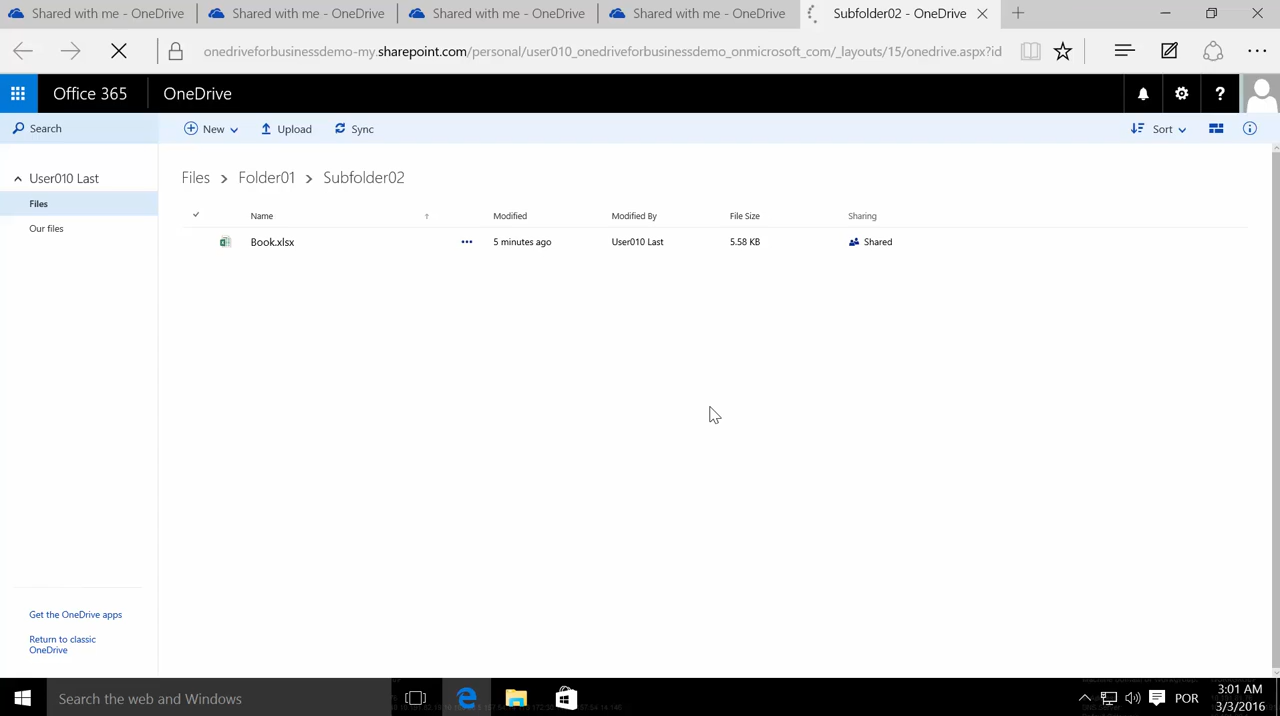 Shared with me - OneDrive
Shared with me - OneDrive
Shared with me - OneDrive
Shared with me - OneDrive
Subfolder02 - OneDrive
onedriveforbusinessdemo-my.sharepoint.com/personal/user010_onedriveforbusinessdemo_onmicrosoft_com/_layouts/15/onedrive.aspx?id
Office 365
OneDrive
?
Search
New
Upload
Sync
Sort
User010 Last
Files
Our files
Files > Folder01 > Subfolder02
Name Modified Modified By File Size Sharing
Book.xlsx ••• 5 minutes ago User010 Last 5.58 KB Shared
Get the OneDrive apps
Return to classic
OneDrive
Search the web and Windows
POR
3:01 AM
3/3/2016